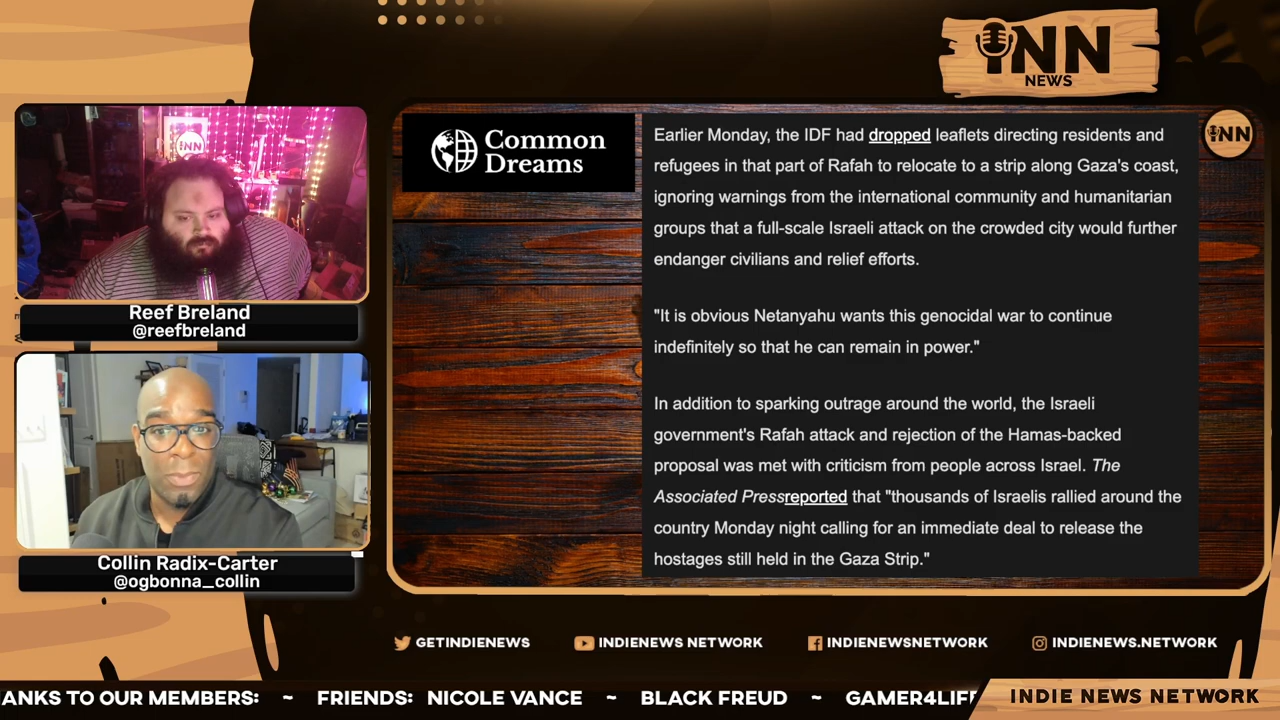 iNN
NEWS
iNN
Reef Breland
@reefbreland
Collin Radix-Carter
@ogbonna_collin
Common
Dreams
iNN
Earlier Monday, the IDF had dropped leaflets directing residents and
refugees in that part of Rafah to relocate to a strip along Gaza's coast,
ignoring warnings from the international community and humanitarian
groups that a full-scale Israeli attack on the crowded city would further
endanger civilians and relief efforts.
"It is obvious Netanyahu wants this genocidal war to continue
indefinitely so that he can remain in power."
In addition to sparking outrage around the world, the Israeli
government's Rafah attack and rejection of the Hamas-backed
proposal was met with criticism from people across Israel. The
Associated Pressreported that "thousands of Israelis rallied around the
country Monday night calling for an immediate deal to release the
hostages still held in the Gaza Strip."
GETINDIENEWS
INDIENEWS NETWORK
INDIENEWSNETWORK
INDIENEWS.NETWORK
ANKS TO OUR MEMBERS: ~ FRIENDS: NICOLE VANCE ~ BLACK FREUD ~ GAMER4LIF
INDIE NEWS NETWORK